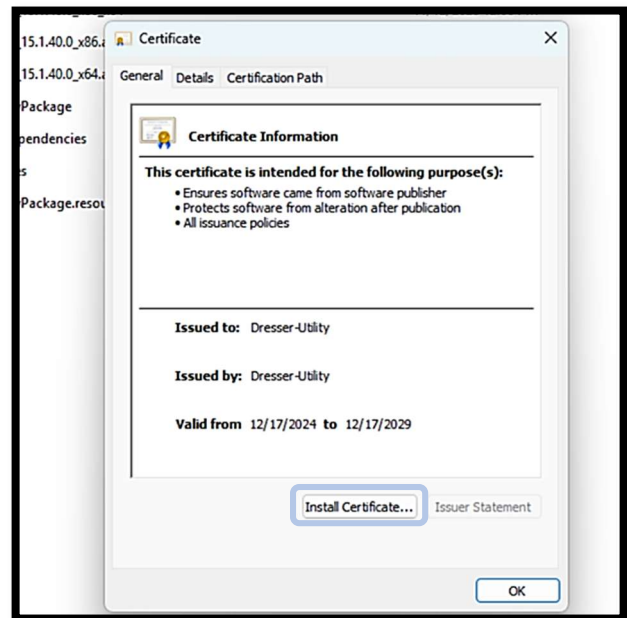 15.1.40.0_x86.a
Certificate
15.1.40.0_x64.a
General Details Certification Path
Package
pendencies
Certificate Information
This certificate is intended for the following purpose(s):
• Ensures software came from software publisher
• Protects software from alteration after publication
• All issuance policies
Package.resou
Issued to: Dresser-Utility
Issued by: Dresser-Utility
Valid from 12/17/2024 to 12/17/2029
Install Certificate...
Issuer Statement
OK